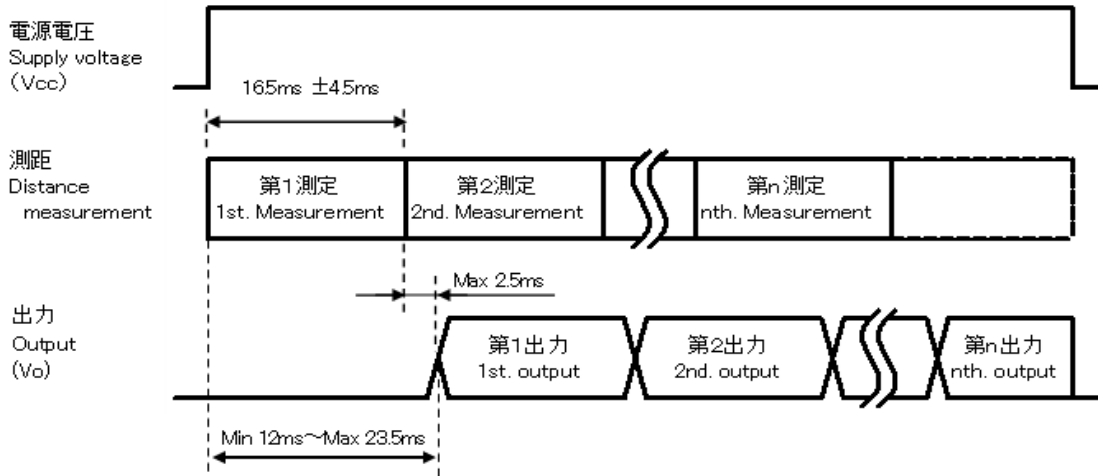 電源電圧
Supply voltage
(Vcc)
165ms ±45ms
測距
Distance
measurement
第1測定
1st. Measurement
第2測定
2nd. Measurement
第n測定
nth. Measurement
Max 2.5ms
出力
Output
(Vo)
第1出力
1st. output
第2出力
2nd. output
第n出力
nth. output
Min 12ms～Max 23.5ms